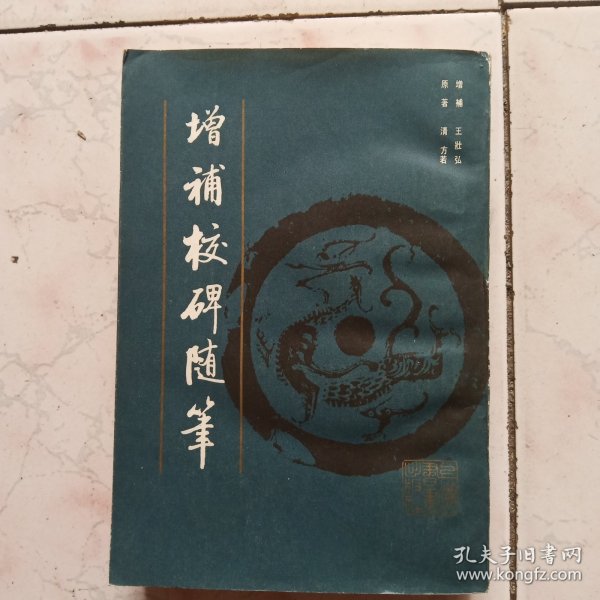 增補校碑随筆
增補 王壯弘
原著 清 方若
孔夫子旧书网
www.kongfz.com